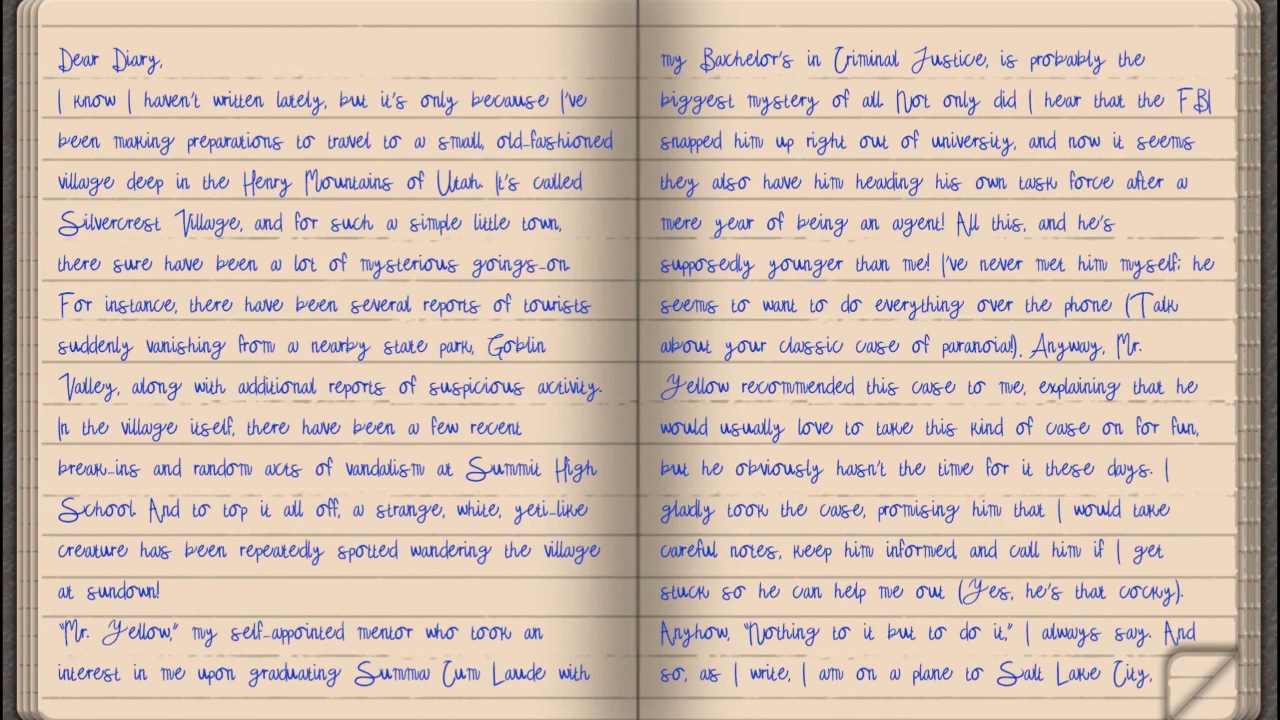 Dear Diary,
I know I haven't written lately, but it's only because I've
been making preparations to travel to a small, old-fashioned
village deep in the Henry Mountains of Utah. It's called
Silvercrest Village, and for such a simple little town,
there sure have been a lot of mysterious goings-on.
For instance, there have been several reports of tourists
suddenly vanishing from a nearby state park, Goblin
Valley, along with additional reports of suspicious activity.
In the village itself, there have been a few recent
break-ins and random acts of vandalism at Summit High
School. And to top it all off, a strange, white, yeti-like
creature has been repeatedly spotted wandering the village
at sundown!
"Mr. Yellow," my self-appointed mentor who took an
interest in me upon graduating Summa Cum Laude with
my Bachelor's in Criminal Justice, is probably the
biggest mystery of all. Not only did I hear that the FBI
snapped him up right out of university, and now it seems
they also have him heading his own task force after a
mere year of being an agent! All this, and he's
supposedly younger than me! I've never met him myself; he
seems to want to do everything over the phone (Talk
about your classic case of paranoia!). Anyway, Mr.
Yellow recommended this case to me, explaining that he
would usually love to take this kind of case on for fun,
but he obviously hasn't the time for it these days. I
gladly took the case, promising him that I would take
careful notes, keep him informed, and call him if I get
stuck so he can help me out (Yes, he's that cocky).
Anyhow, "Nothing to it but to do it," I always say. And
so, as I write, I am on a plane to Salt Lake City,